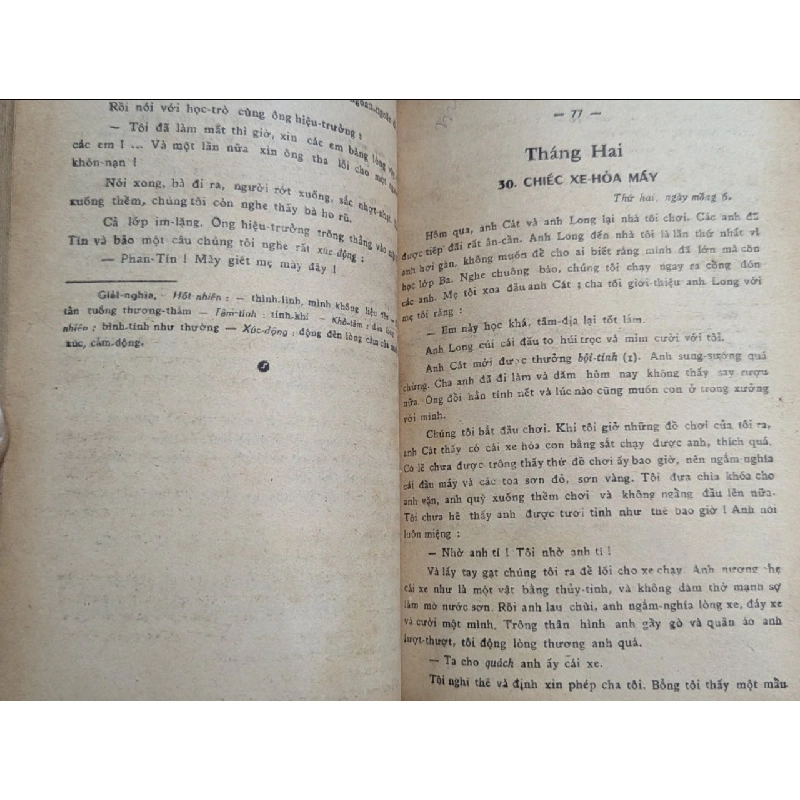 ngoan-ngoãn
Rồi nói với học-trò cùng ông hiệu-trưởng :
— Tôi đã làm mất thì giờ, xin các em bằng lòng
các em ! ... Và một lần nữa xin ông tha lỗi cho một
khốn-nạn !
Nói xong, bà đi ra, người rớt xuống, sắc nhợt-nhạt,
xuống thềm, chúng tôi còn nghe thấy bà ho rũ.
Cả lớp im-lặng. Ông hiệu-trưởng trông thẳng vào mặt
Tín và bảo một câu chúng tôi nghe rất xúc động :
— Phan-Tín ! Mày giết mẹ mày đây !
Giải-nghĩa. - Hốt-nhiên : — thình-lình, mình không liệu
tần tuồng thương-thảm — Tâm-tình : tính-khí — Khổ-tâm : đau
nhiên : bình-tĩnh như thường — Xúc-động : động đến lòng
xúc, cảm-động.
— 77 —
Tháng Hai
30. CHIẾC XE-HỎA MÁY
Thứ hai, ngày mồng 6.
Hôm qua, anh Cát và anh Long lại nhà tôi chơi. Các anh đã
được tiếp đãi rất ân-cần. Anh Long đến nhà tôi là lần thứ nhất vì
anh hơi gàn, không muốn để cho ai biết rằng mình đã lớn mà còn
học lớp Ba. Nghe chuông bảo, chúng tôi chạy ngay ra cổng đón
các anh. Mẹ tôi xoa đầu anh Cát ; cha tôi giới-thiệu anh Long với
mẹ tôi rằng :
— Em này học khá, tâm-địa lại tốt lắm.
Anh Long cúi cái đầu to húi trọc và mỉm cười với tôi.
Anh Cát mới được thưởng bội-tinh (1). Anh sung-sướng quá
chừng. Cha anh đã đi làm và dăm hôm nay không thấy say rượu
nữa. Ông đổi hẳn tính nết và lúc nào cũng muốn con ở trong xưởng
với mình.
Chúng tôi bắt đầu chơi. Khi tôi giở những đồ chơi của tôi ra,
anh Cát thấy có cái xe hỏa con bằng sắt chạy được anh, thích quá.
Có lẽ chưa được trông thấy thứ đồ chơi ấy bao giờ, nên ngắm-nghía
cái đầu máy và các toa sơn đỏ, sơn vàng. Tôi đưa chìa khóa cho
anh vặn, anh quỳ xuống thềm chơi và không ngẩng đầu lên nữa.
Tôi chưa hề thấy anh được tươi tỉnh như thế bao giờ ! Anh nói
luôn miệng :
— Nhờ anh tí ! Tôi nhờ anh tí !
Và lấy tay gạt chúng tôi ra để lối cho xe chạy. Anh nương nhẹ
cái xe như là một vật bằng thủy-tinh, và không dám thở mạnh sợ
làm mờ nước sơn. Rồi anh lau chùi, anh ngắm-nghía lòng xe, đẩy xe
và cười một mình. Trông thân hình anh gầy gò và quần áo anh
lượt-thượt, tôi động lòng thương anh quá.
— Ta cho quách anh ấy cái xe.
Tôi nghĩ thế và định xin phép cha tôi. Bỗng tôi thấy một mẩu